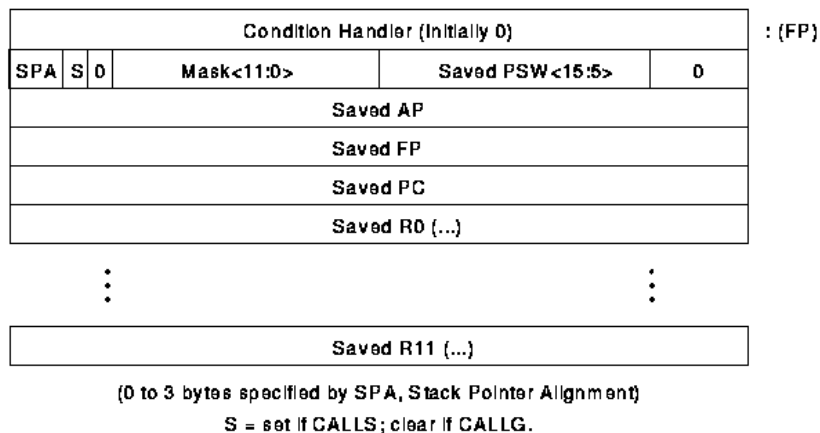 Condition Handler (Initially 0) : (FP)
SPA S 0 Mask<11:0> Saved PSW<15:5> 0
Saved AP
Saved FP
Saved PC
Saved R0 (...)
Saved R11 (...)
(0 to 3 bytes specified by SPA, Stack Pointer Alignment)
S = set if CALLS; clear if CALLG.